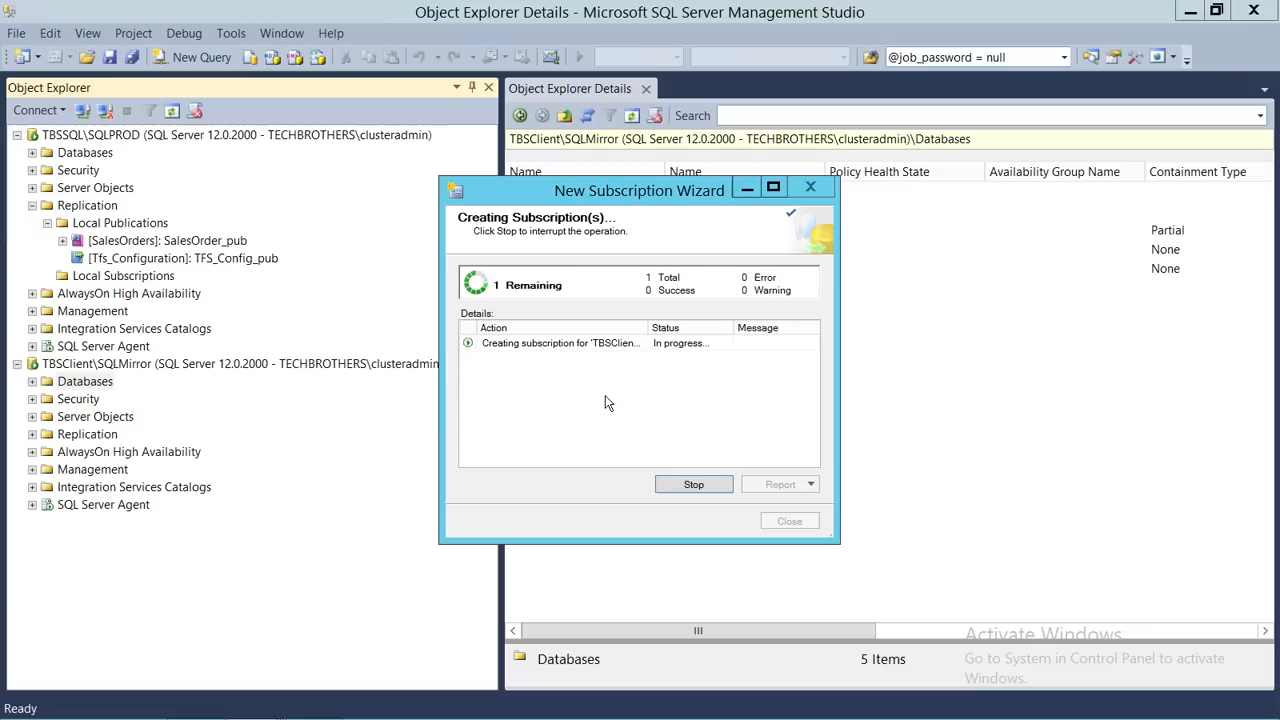 Object Explorer Details - Microsoft SQL Server Management Studio
File Edit View Project Debug Tools Window Help
New Query
@job_password = null
Object Explorer
Connect
TBSSQL\SQLPROD (SQL Server 12.0.2000 - TECHBROTHERS\clusteradmin)
Databases
Security
Server Objects
Replication
Local Publications
[SalesOrders]: SalesOrder_pub
[Tfs_Configuration]: TFS_Config_pub
Local Subscriptions
AlwaysOn High Availability
Management
Integration Services Catalogs
SQL Server Agent
TBSClient\SQLMirror (SQL Server 12.0.2000 - TECHBROTHERS\clusteradmin
Databases
Security
Server Objects
Replication
AlwaysOn High Availability
Management
Integration Services Catalogs
SQL Server Agent
Object Explorer Details
Search
TBSClient\SQLMirror (SQL Server 12.0.2000 - TECHBROTHERS\clusteradmin)\Databases
Name Name Policy Health State Availability Group Name Containment Type
Partial
None
None
New Subscription Wizard
Creating Subscription(s)...
Click Stop to interrupt the operation.
1 Remaining
1 Total 0 Error
0 Success 0 Warning
Details:
Action Status Message
Creating subscription for 'TBSClien... In progress...
Stop Report
Close
Databases 5 Items
Activate Windows
Go to System in Control Panel to activate
Windows.
Ready